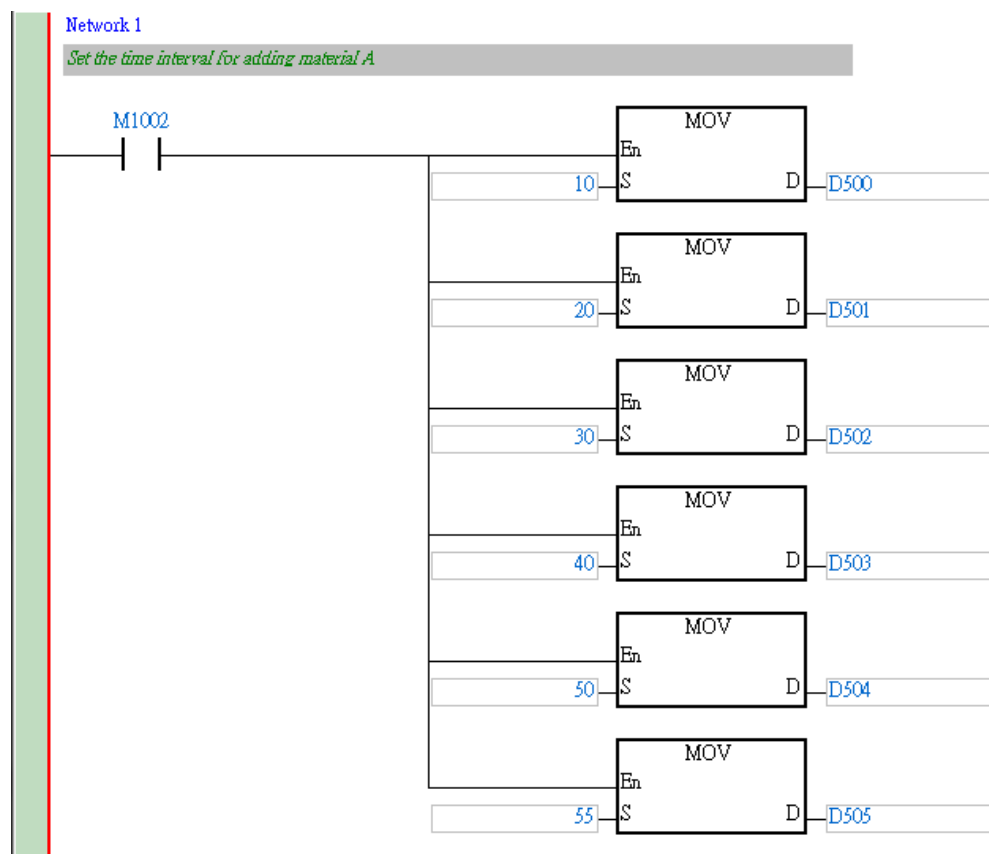 Network 1
Set the time interval for adding material A
M1002
MOV
En
10 S D D500
MOV
En
20 S D D501
MOV
En
30 S D D502
MOV
En
40 S D D503
MOV
En
50 S D D504
MOV
En
55 S D D505